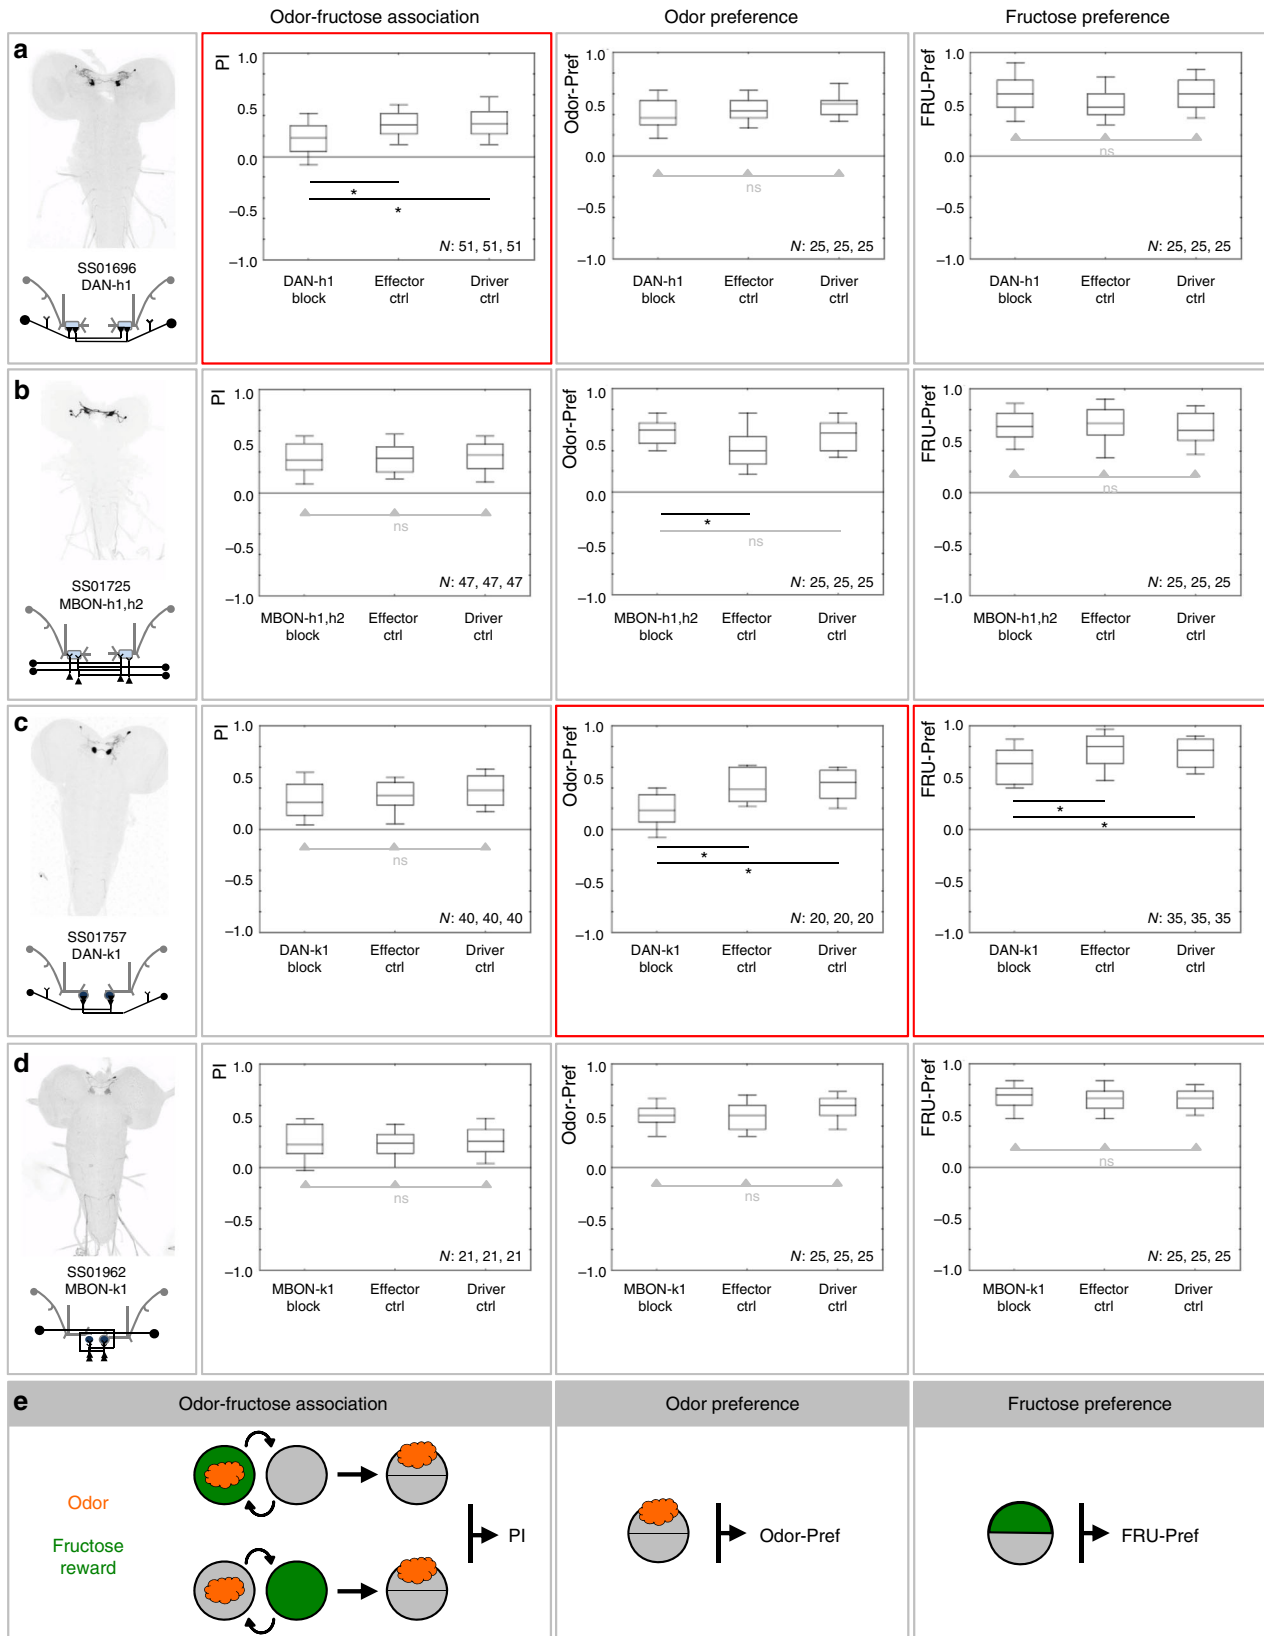 Odor-fructose association
Odor preference
Fructose preference
a
SS01696
DAN-h1
PI
1.0
0.5
0.0
–0.5
–1.0
*
*
N: 51, 51, 51
DAN-h1 block
Effector ctrl
Driver ctrl
Odor-Pref
1.0
0.5
0.0
–0.5
–1.0
ns
N: 25, 25, 25
DAN-h1 block
Effector ctrl
Driver ctrl
FRU-Pref
1.0
0.5
0.0
–0.5
–1.0
ns
N: 25, 25, 25
DAN-h1 block
Effector ctrl
Driver ctrl
b
SS01725
MBON-h1,h2
PI
1.0
0.5
0.0
–0.5
–1.0
ns
N: 47, 47, 47
MBON-h1,h2 block
Effector ctrl
Driver ctrl
Odor-Pref
1.0
0.5
0.0
–0.5
–1.0
*
ns
N: 25, 25, 25
MBON-h1,h2 block
Effector ctrl
Driver ctrl
FRU-Pref
1.0
0.5
0.0
–0.5
–1.0
ns
N: 25, 25, 25
MBON-h1,h2 block
Effector ctrl
Driver ctrl
c
SS01757
DAN-k1
PI
1.0
0.5
0.0
–0.5
–1.0
ns
N: 40, 40, 40
DAN-k1 block
Effector ctrl
Driver ctrl
Odor-Pref
1.0
0.5
0.0
–0.5
–1.0
*
*
N: 20, 20, 20
DAN-k1 block
Effector ctrl
Driver ctrl
FRU-Pref
1.0
0.5
0.0
–0.5
–1.0
*
*
N: 35, 35, 35
DAN-k1 block
Effector ctrl
Driver ctrl
d
SS01962
MBON-k1
PI
1.0
0.5
0.0
–0.5
–1.0
ns
N: 21, 21, 21
MBON-k1 block
Effector ctrl
Driver ctrl
Odor-Pref
1.0
0.5
0.0
–0.5
–1.0
ns
N: 25, 25, 25
MBON-k1 block
Effector ctrl
Driver ctrl
FRU-Pref
1.0
0.5
0.0
–0.5
–1.0
ns
N: 25, 25, 25
MBON-k1 block
Effector ctrl
Driver ctrl
e
Odor-fructose association
Odor preference
Fructose preference
Odor
Fructose
reward
PI
Odor-Pref
FRU-Pref